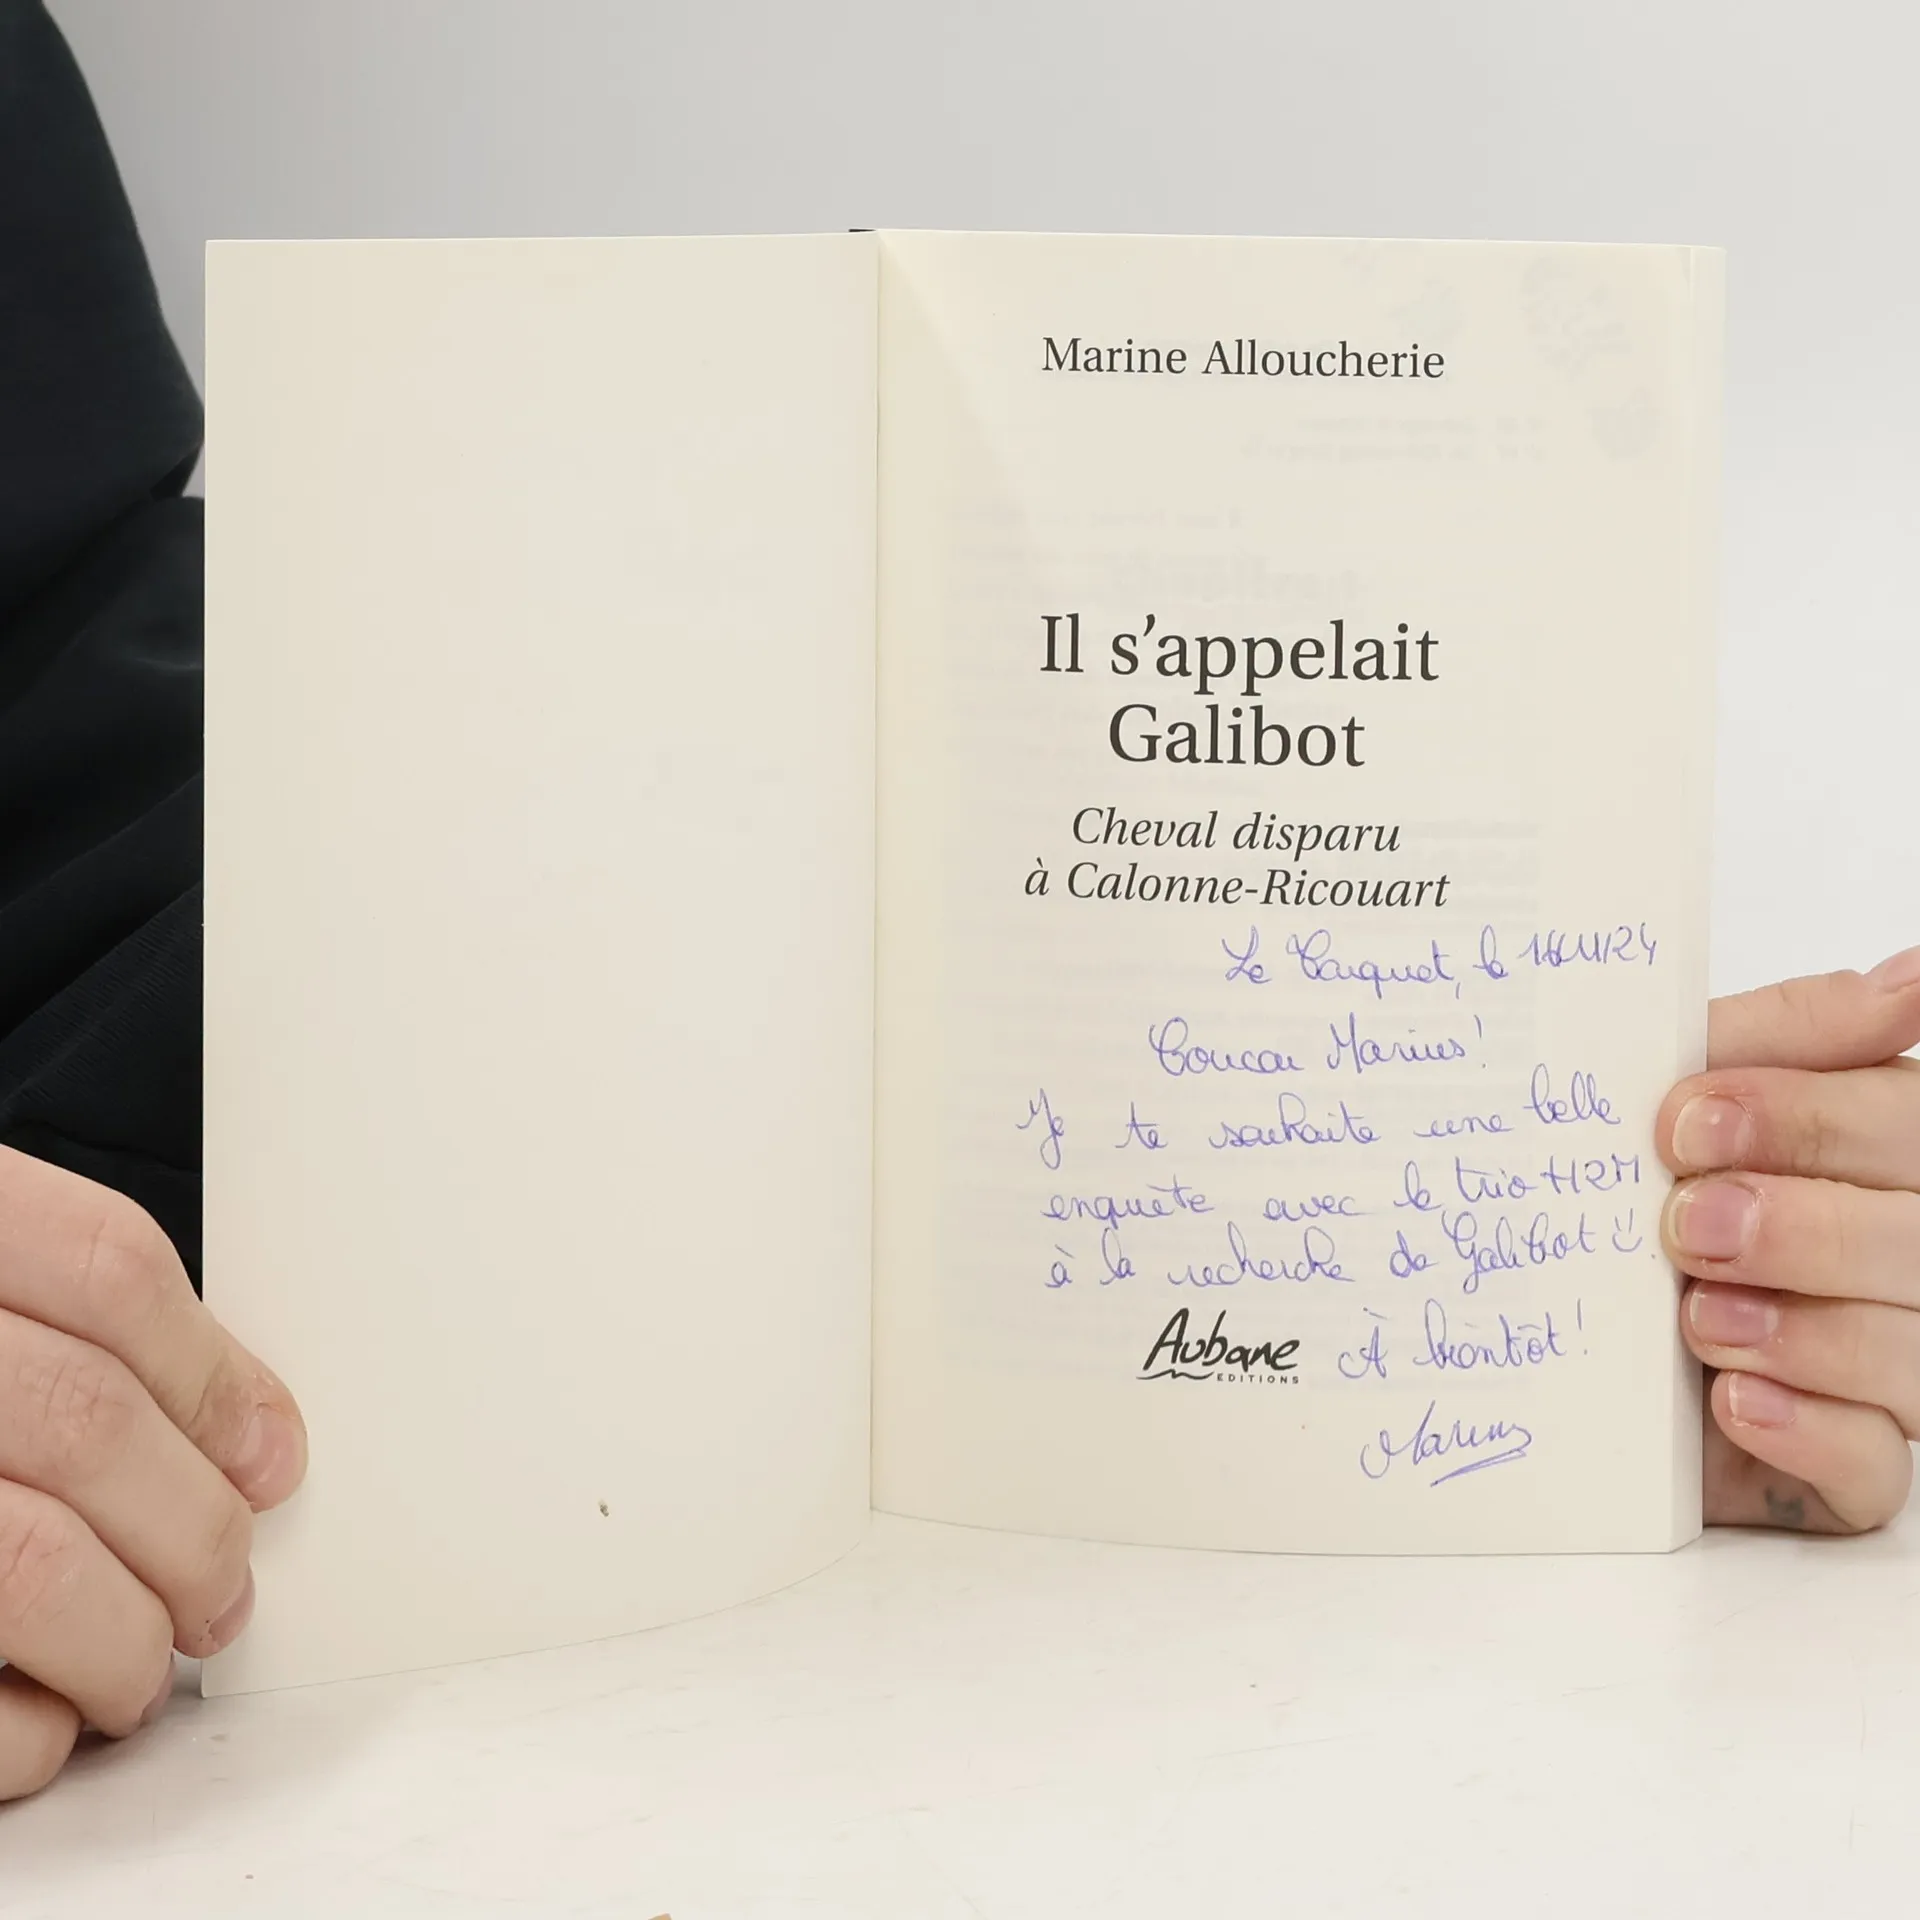 Marine Alloucherie
Il s'appelait
Galibot
Cheval disparu
à Calonne-Ricouart
Le Touquet, le 16/11/24
Coucou Marius!
Je te souhaite une belle
enquête avec le trio H2M
à la recherche de Galibot
Aubane
EDITIONS
À bientôt!
Marine